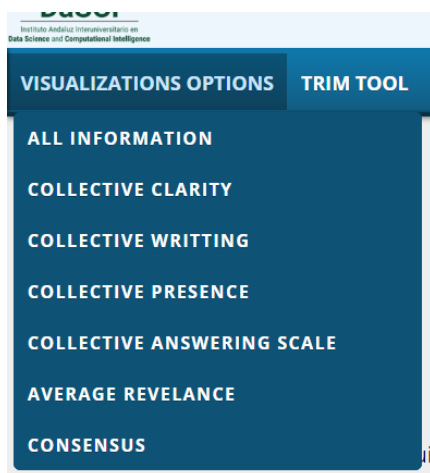 DaSCI
Instituto Andaluz Interuniversitario en
Data Science and Computational Intelligence
VISUALIZATIONS OPTIONS TRIM TOOL
ALL INFORMATION
COLLECTIVE CLARITY
COLLECTIVE WRITTING
COLLECTIVE PRESENCE
COLLECTIVE ANSWERING SCALE
AVERAGE REVELANCE
CONSENSUS